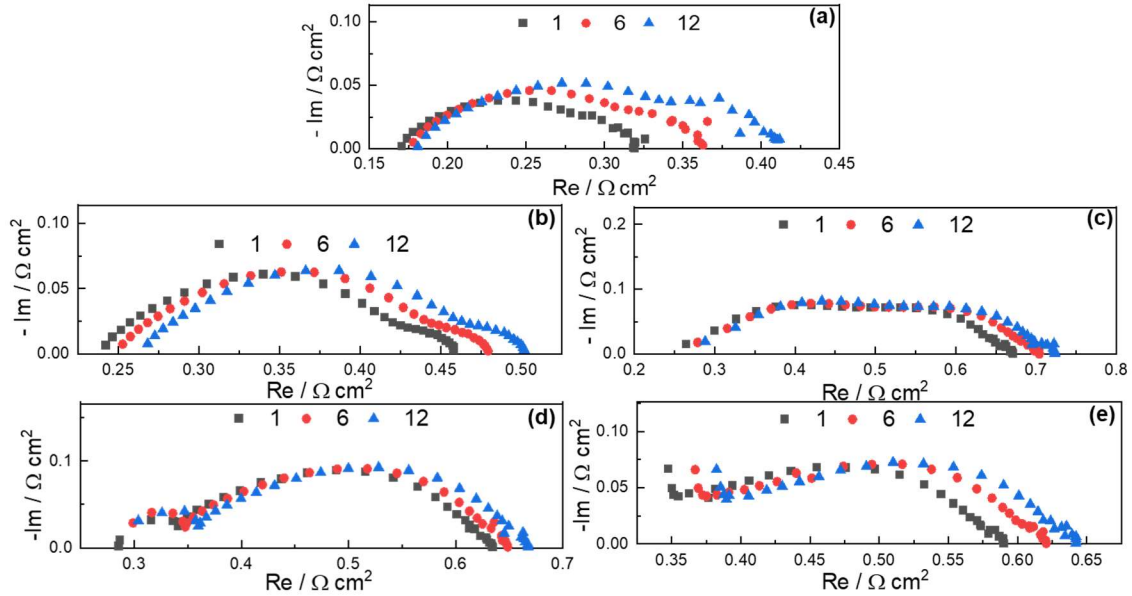 (a)
1 6 12
0.10
0.05
0.00
- Im / Ω cm²
0.15 0.20 0.25 0.30 0.35 0.40 0.45
Re / Ω cm²
(b)
1 6 12
0.10
0.05
0.00
- Im / Ω cm²
0.25 0.30 0.35 0.40 0.45 0.50
Re / Ω cm²
(c)
1 6 12
0.2
0.1
0.0
- Im / Ω cm²
0.2 0.3 0.4 0.5 0.6 0.7 0.8
Re / Ω cm²
(d)
1 6 12
0.1
0.0
-Im / Ω cm²
0.3 0.4 0.5 0.6 0.7
Re / Ω cm²
(e)
1 6 12
0.10
0.05
0.00
-Im / Ω cm²
0.35 0.40 0.45 0.50 0.55 0.60 0.65
Re / Ω cm²